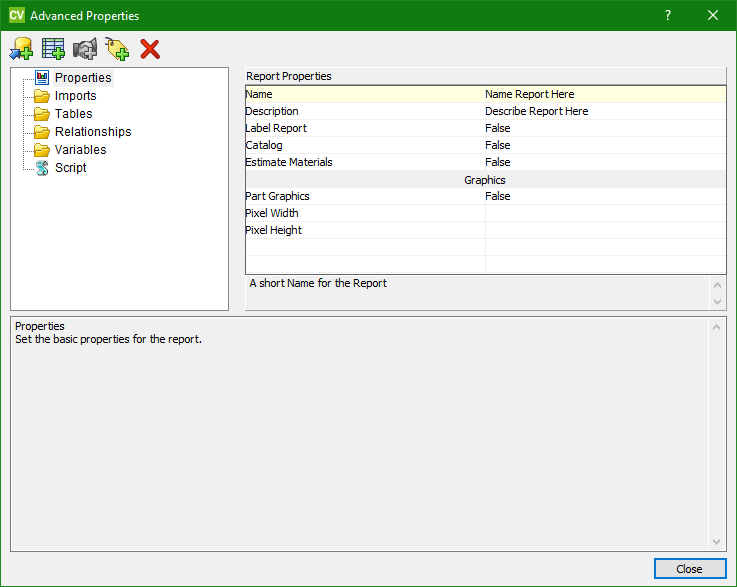 CV Advanced Properties ?
Properties
Imports
Tables
Relationships
Variables
Script
Report Properties
Name Name Report Here
Description Describe Report Here
Label Report False
Catalog False
Estimate Materials False
Graphics
Part Graphics False
Pixel Width
Pixel Height
A short Name for the Report
Properties
Set the basic properties for the report.
Close